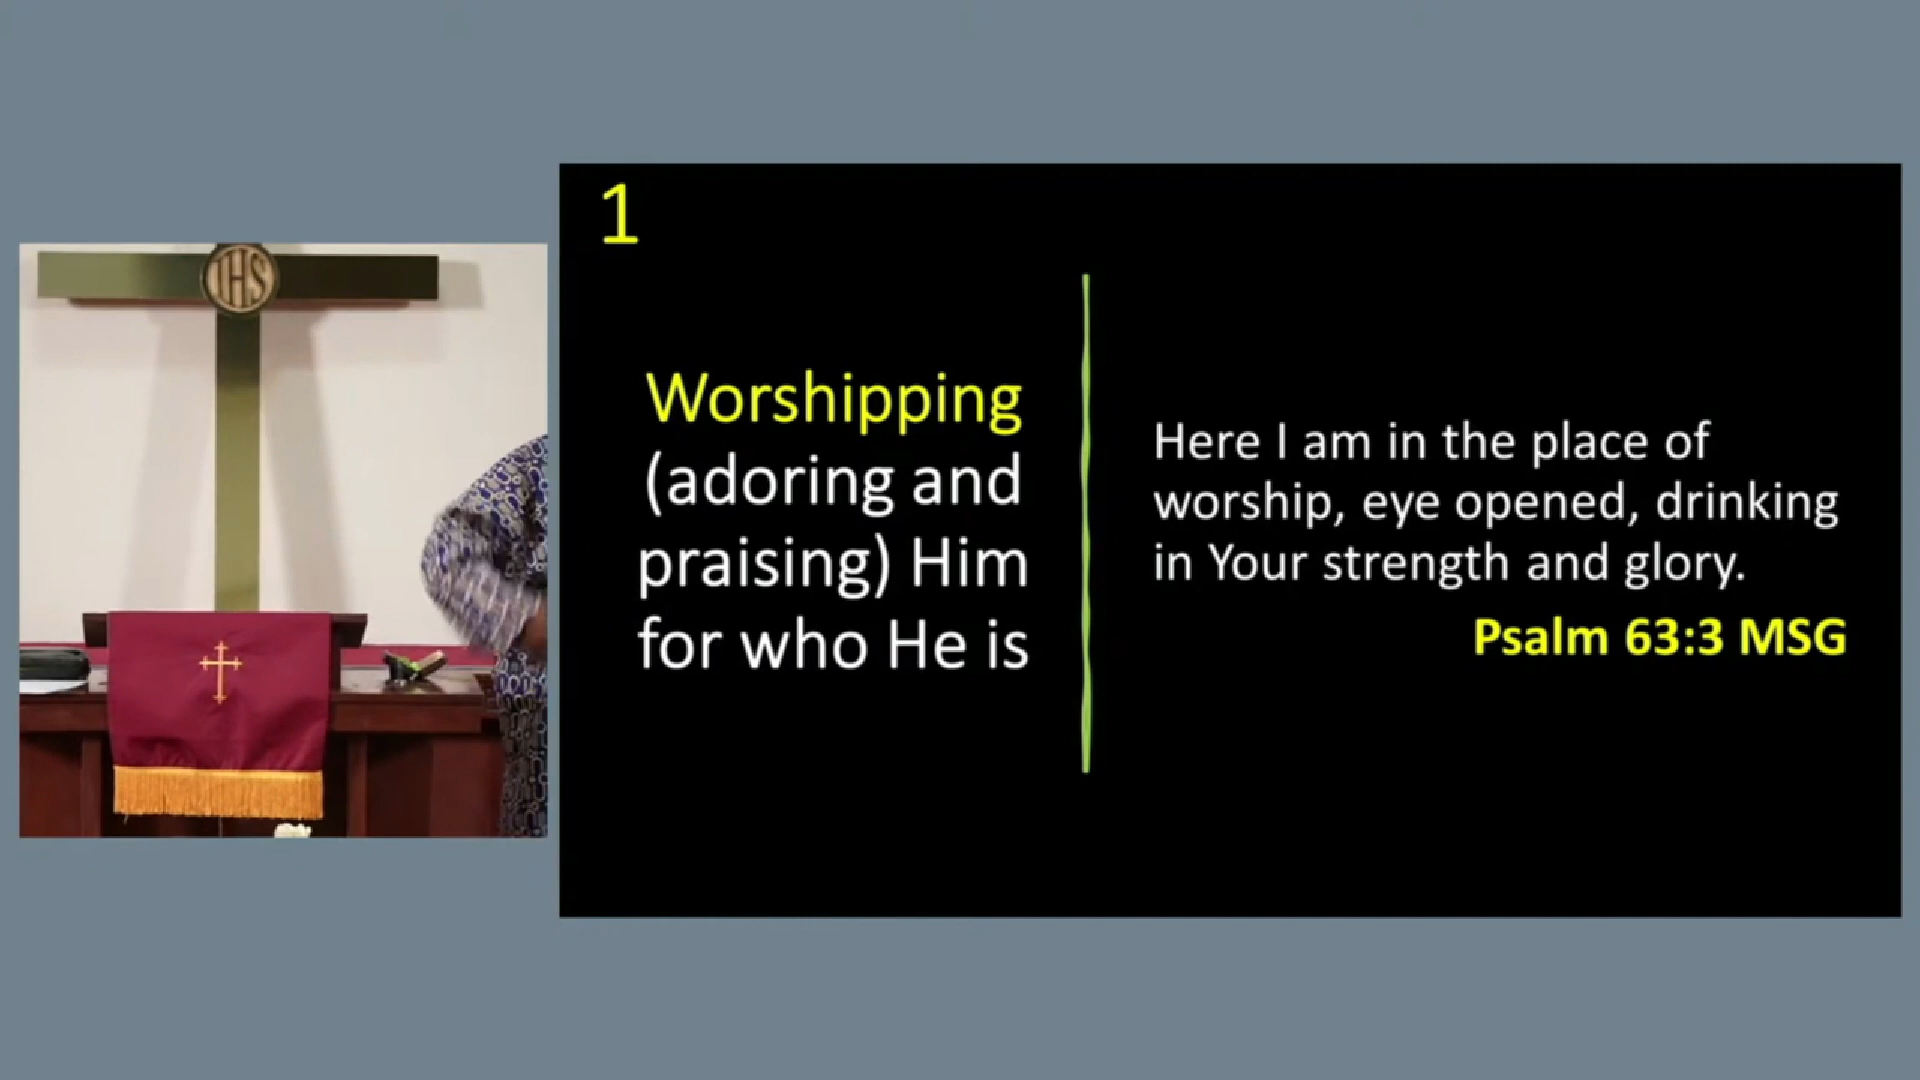 IHS
1
Worshipping
(adoring and
praising) Him
for who He is
Here I am in the place of
worship, eye opened, drinking
in Your strength and glory.
Psalm 63:3 MSG